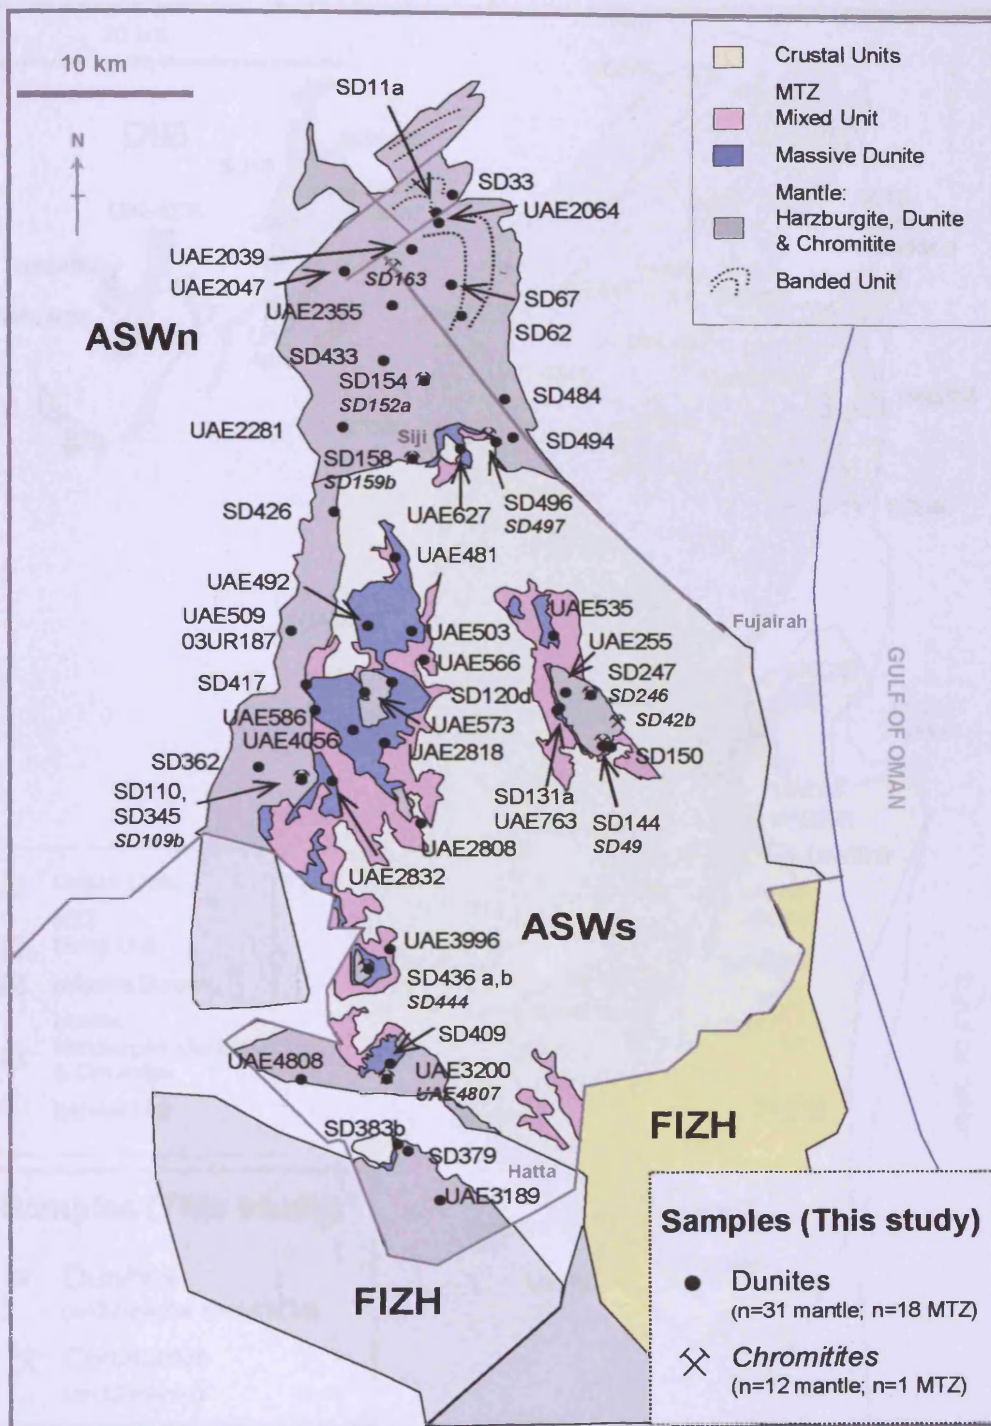 10 km
N
Crustal Units
MTZ
Mixed Unit
Massive Dunite
Mantle:
Harzburgite, Dunite
& Chromitite
Banded Unit
SD11a
SD33
UAE2064
UAE2039
UAE2047
SD163
SD67
UAE2355
SD62
ASWn
SD433
SD154
SD152a
SD484
UAE2281
Siji
SD494
SD158
SD159b
SD496
SD497
UAE627
SD426
UAE481
UAE492
UAE535
UAE509
03UR187
UAE503
Fujairah
UAE255
UAE566
SD247
SD246
SD417
SD120d
SD42b
UAE586
UAE573
UAE4056
UAE2818
SD150
SD362
SD110,
SD345
SD109b
SD131a
UAE763
SD144
SD49
UAE2808
UAE2832
GULF OF OMAN
ASWs
UAE3996
SD436 a,b
SD444
SD409
UAE4808
UAE3200
UAE4807
FIZH
SD383b
SD379
Hatta
UAE3189
FIZH
Samples (This study)
Dunites
(n=31 mantle; n=18 MTZ)
Chromitites
(n=12 mantle; n=1 MTZ)